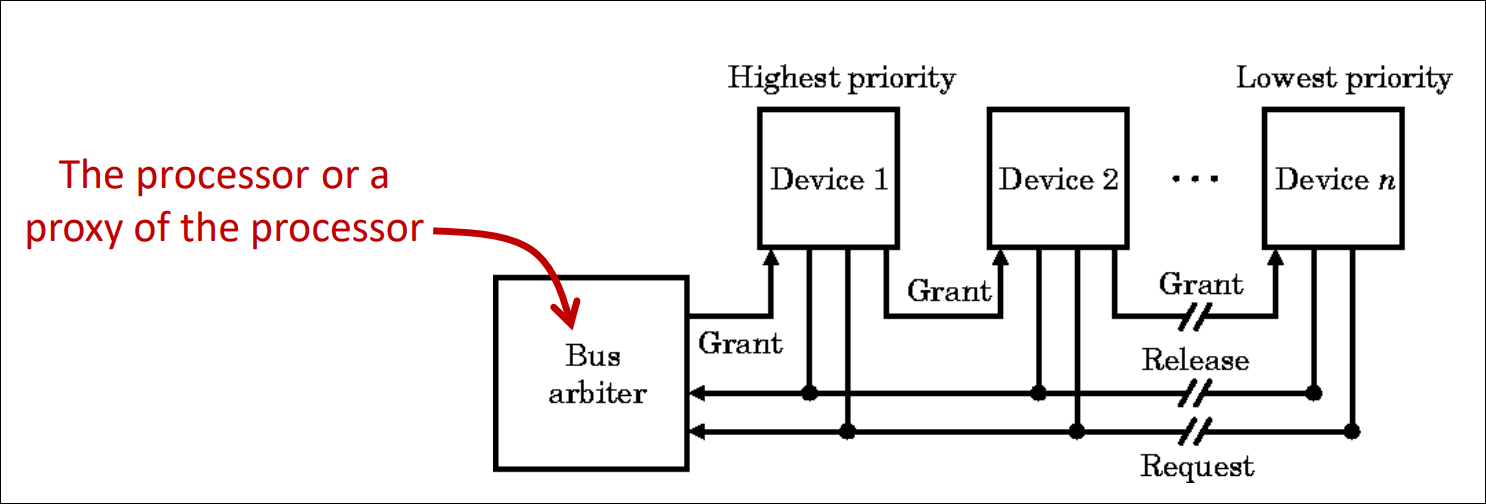 Highest priority
Lowest priority
The processor or a
proxy of the processor
Device 1
Device 2
...
Device n
Grant
Grant
Grant
Bus
arbiter
Release
Request